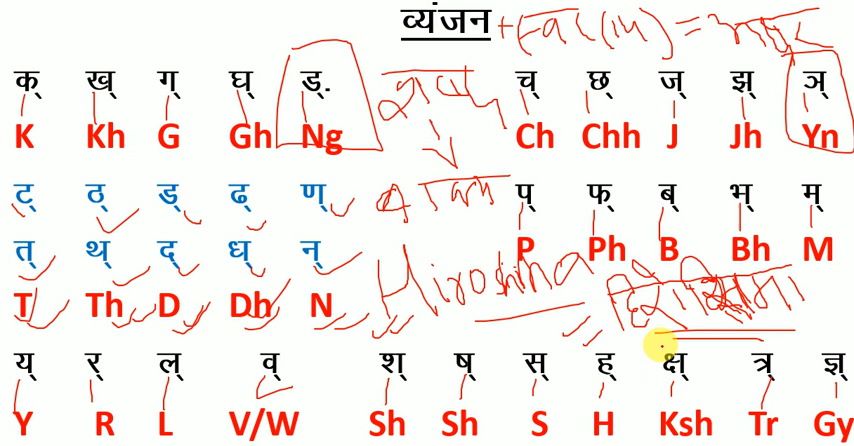 व्यंजन
क् ख् ग् घ् ड्. च् छ् ज् झ् ञ्
K Kh G Gh Ng Ch Chh J Jh Yn
ट् ठ् ड् ढ् ण् प् फ् ब् भ् म्
त् थ् द् ध् न् P Ph B Bh M
T Th D Dh N Hiroshima
य् र् ल् व् श् ष् स् ह् क्ष् त्र् ज्ञ्
Y R L V/W Sh Sh S H Ksh Tr Gy